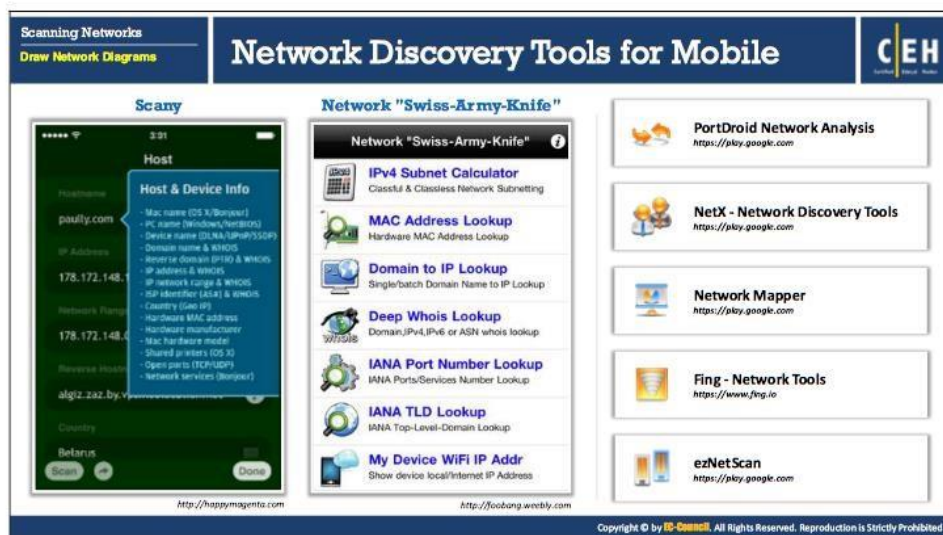 Scanning Networks
Draw Network Diagrams
Network Discovery Tools for Mobile
CEH
Scany
3:31
Host
Hostname
paully.com
IP Address
178.172.148.1
Network Range
178.172.148.
Reverse
Country
Belarus
Scan
Done
Host & Device Info
- Mac name (OS X/Bonjour)
- PC name (Windows/NetBIOS)
- Device name (DLNA/UPnP/SSDP)
- Domain name & WHOIS
- Reverse domain (PTR) & WHOIS
- IP address & WHOIS
- IP network range & WHOIS
- ISP identifier (AS#) & WHOIS
- Country (Geo IP)
- Hardware MAC address
- Hardware manufacturer
- Mac hardware model
- Shared printers (OS X)
- Open ports (TCP/UDP)
- Network services (Bonjour)
http://happymagenta.com
Network "Swiss-Army-Knife"
Network "Swiss-Army-Knife"
IPv4 Subnet Calculator
Classful & Classless Network Subnetting
MAC Address Lookup
Hardware MAC Address Lookup
Domain to IP Lookup
Single/batch Domain Name to IP Lookup
Deep Whois Lookup
Domain,IPv4,IPv6 or ASN whois lookup
WHOIS
IANA Port Number Lookup
IANA Ports/Services Number Lookup
IANA TLD Lookup
IANA Top-Level-Domain Lookup
My Device WiFi IP Addr
Show device local/Internet IP Address
http://foobang.weebly.com
PortDroid Network Analysis
https://play.google.com
NetX - Network Discovery Tools
https://play.google.com
Network Mapper
https://play.google.com
Fing - Network Tools
https://www.fing.io
ezNetScan
https://play.google.com
Copyright © by EC-Council. All Rights Reserved. Reproduction is Strictly Prohibited